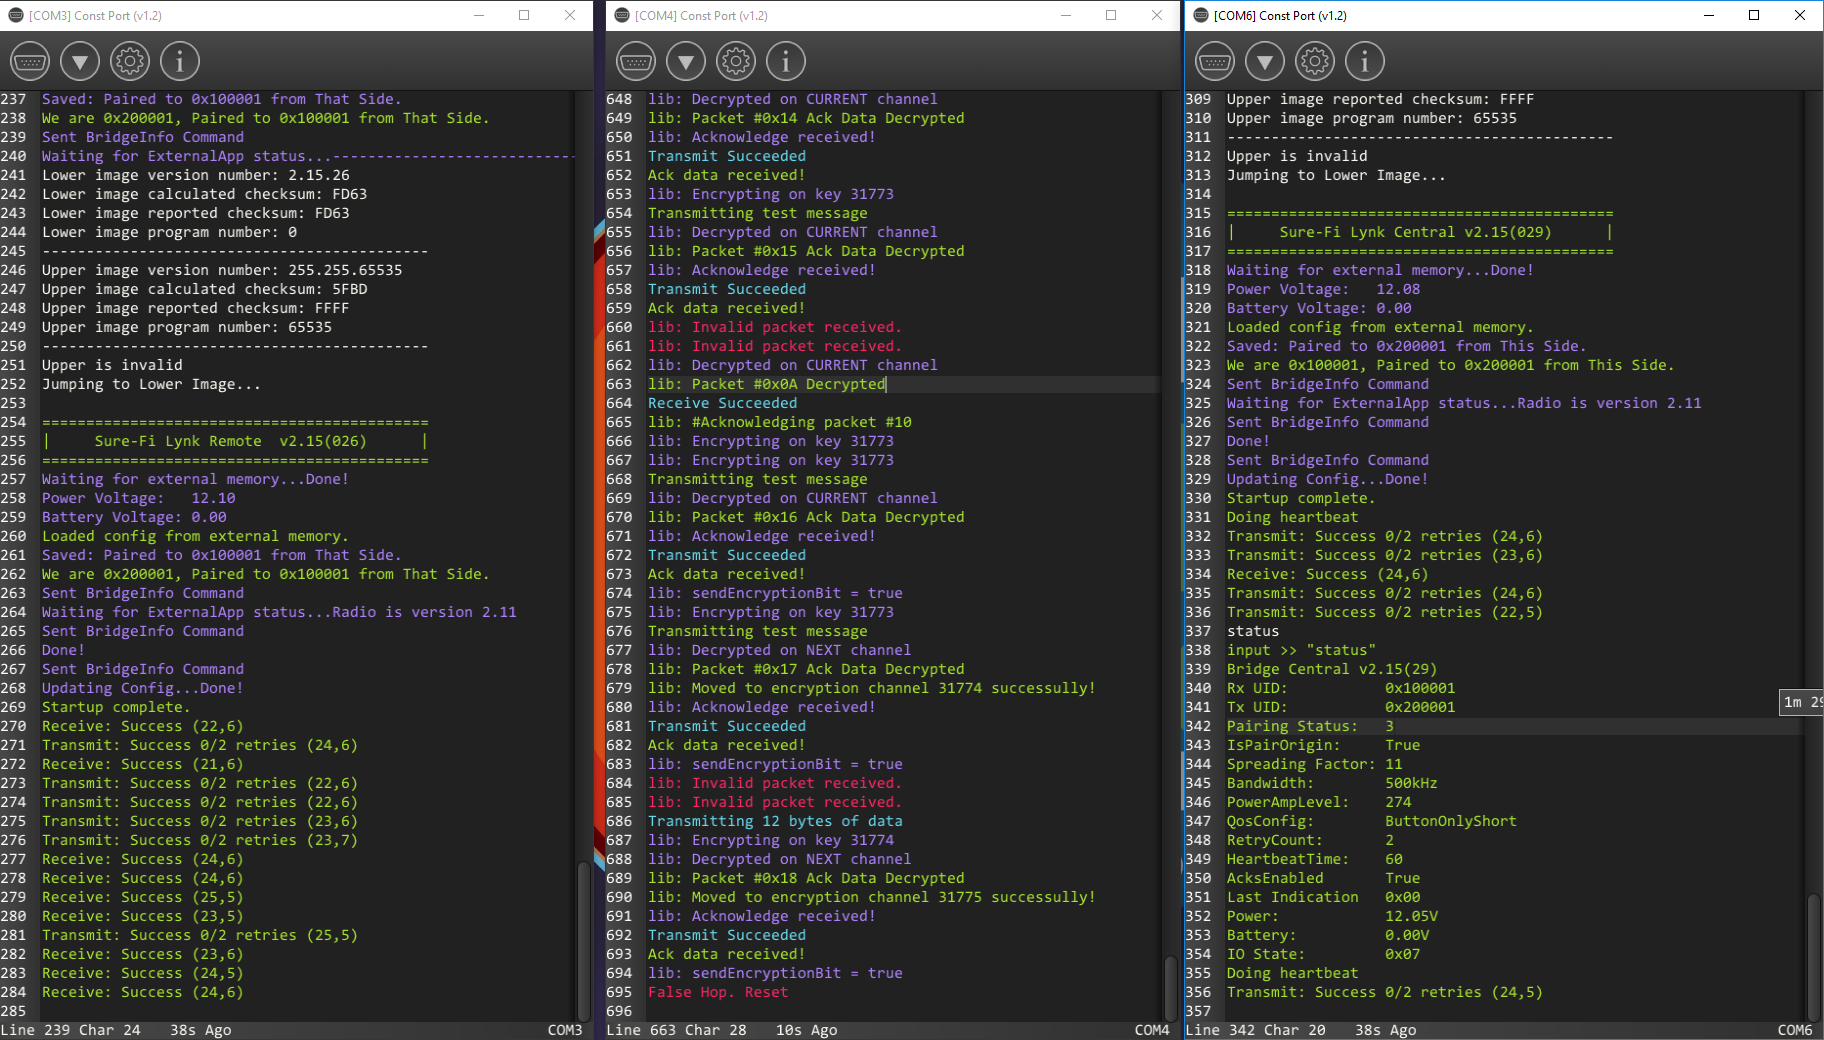 [COM3] Const Port (v1.2)
237 Saved: Paired to 0x100001 from That Side.
238 We are 0x200001, Paired to 0x100001 from That Side.
239 Sent BridgeInfo Command
240 Waiting for ExternalApp status...----------------------------
241 Lower image version number: 2.15.26
242 Lower image calculated checksum: FD63
243 Lower image reported checksum: FD63
244 Lower image program number: 0
245 --------------------------------------------
246 Upper image version number: 255.255.65535
247 Upper image calculated checksum: 5FBD
248 Upper image reported checksum: FFFF
249 Upper image program number: 65535
250 --------------------------------------------
251 Upper is invalid
252 Jumping to Lower Image...
253
254 ============================================
255 |     Sure-Fi Lynk Remote  v2.15(026)      |
256 ============================================
257 Waiting for external memory...Done!
258 Power Voltage:   12.10
259 Battery Voltage: 0.00
260 Loaded config from external memory.
261 Saved: Paired to 0x100001 from That Side.
262 We are 0x200001, Paired to 0x100001 from That Side.
263 Sent BridgeInfo Command
264 Waiting for ExternalApp status...Radio is version 2.11
265 Sent BridgeInfo Command
266 Done!
267 Sent BridgeInfo Command
268 Updating Config...Done!
269 Startup complete.
270 Receive: Success (22,6)
271 Transmit: Success 0/2 retries (24,6)
272 Receive: Success (21,6)
273 Transmit: Success 0/2 retries (22,6)
274 Transmit: Success 0/2 retries (22,6)
275 Transmit: Success 0/2 retries (23,6)
276 Transmit: Success 0/2 retries (23,7)
277 Receive: Success (24,6)
278 Receive: Success (24,6)
279 Receive: Success (25,5)
280 Receive: Success (23,5)
281 Transmit: Success 0/2 retries (25,5)
282 Receive: Success (23,6)
283 Receive: Success (24,5)
284 Receive: Success (24,6)
285
Line 239 Char 24   38s Ago   COM3
[COM4] Const Port (v1.2)
648 lib: Decrypted on CURRENT channel
649 lib: Packet #0x14 Ack Data Decrypted
650 lib: Acknowledge received!
651 Transmit Succeeded
652 Ack data received!
653 lib: Encrypting on key 31773
654 Transmitting test message
655 lib: Decrypted on CURRENT channel
656 lib: Packet #0x15 Ack Data Decrypted
657 lib: Acknowledge received!
658 Transmit Succeeded
659 Ack data received!
660 lib: Invalid packet received.
661 lib: Invalid packet received.
662 lib: Decrypted on CURRENT channel
663 lib: Packet #0x0A Decrypted
664 Receive Succeeded
665 lib: #Acknowledging packet #10
666 lib: Encrypting on key 31773
667 lib: Encrypting on key 31773
668 Transmitting test message
669 lib: Decrypted on CURRENT channel
670 lib: Packet #0x16 Ack Data Decrypted
671 lib: Acknowledge received!
672 Transmit Succeeded
673 Ack data received!
674 lib: sendEncryptionBit = true
675 lib: Encrypting on key 31773
676 Transmitting test message
677 lib: Decrypted on NEXT channel
678 lib: Packet #0x17 Ack Data Decrypted
679 lib: Moved to encryption channel 31774 successully!
680 lib: Acknowledge received!
681 Transmit Succeeded
682 Ack data received!
683 lib: sendEncryptionBit = true
684 lib: Invalid packet received.
685 lib: Invalid packet received.
686 Transmitting 12 bytes of data
687 lib: Encrypting on key 31774
688 lib: Decrypted on NEXT channel
689 lib: Packet #0x18 Ack Data Decrypted
690 lib: Moved to encryption channel 31775 successully!
691 lib: Acknowledge received!
692 Transmit Succeeded
693 Ack data received!
694 lib: sendEncryptionBit = true
695 False Hop. Reset
696
Line 663 Char 28   10s Ago   COM4
[COM6] Const Port (v1.2)
309 Upper image reported checksum: FFFF
310 Upper image program number: 65535
311 --------------------------------------------
312 Upper is invalid
313 Jumping to Lower Image...
314
315 ============================================
316 |     Sure-Fi Lynk Central v2.15(029)      |
317 ============================================
318 Waiting for external memory...Done!
319 Power Voltage:   12.08
320 Battery Voltage: 0.00
321 Loaded config from external memory.
322 Saved: Paired to 0x200001 from This Side.
323 We are 0x100001, Paired to 0x200001 from This Side.
324 Sent BridgeInfo Command
325 Waiting for ExternalApp status...Radio is version 2.11
326 Sent BridgeInfo Command
327 Done!
328 Sent BridgeInfo Command
329 Updating Config...Done!
330 Startup complete.
331 Doing heartbeat
332 Transmit: Success 0/2 retries (24,6)
333 Transmit: Success 0/2 retries (23,6)
334 Receive: Success (24,6)
335 Transmit: Success 0/2 retries (24,6)
336 Transmit: Success 0/2 retries (22,5)
337 status
338 input >> "status"
339 Bridge Central v2.15(29)
340 Rx UID:           0x100001
341 Tx UID:           0x200001
342 Pairing Status:   3
343 IsPairOrigin:     True
344 Spreading Factor: 11
345 Bandwidth:        500kHz
346 PowerAmpLevel:    274
347 QosConfig:        ButtonOnlyShort
348 RetryCount:       2
349 HeartbeatTime:    60
350 AcksEnabled       True
351 Last Indication   0x00
352 Power:            12.05V
353 Battery:          0.00V
354 IO State:         0x07
355 Doing heartbeat
356 Transmit: Success 0/2 retries (24,5)
357
1m 29
Line 342 Char 20   38s Ago   COM6